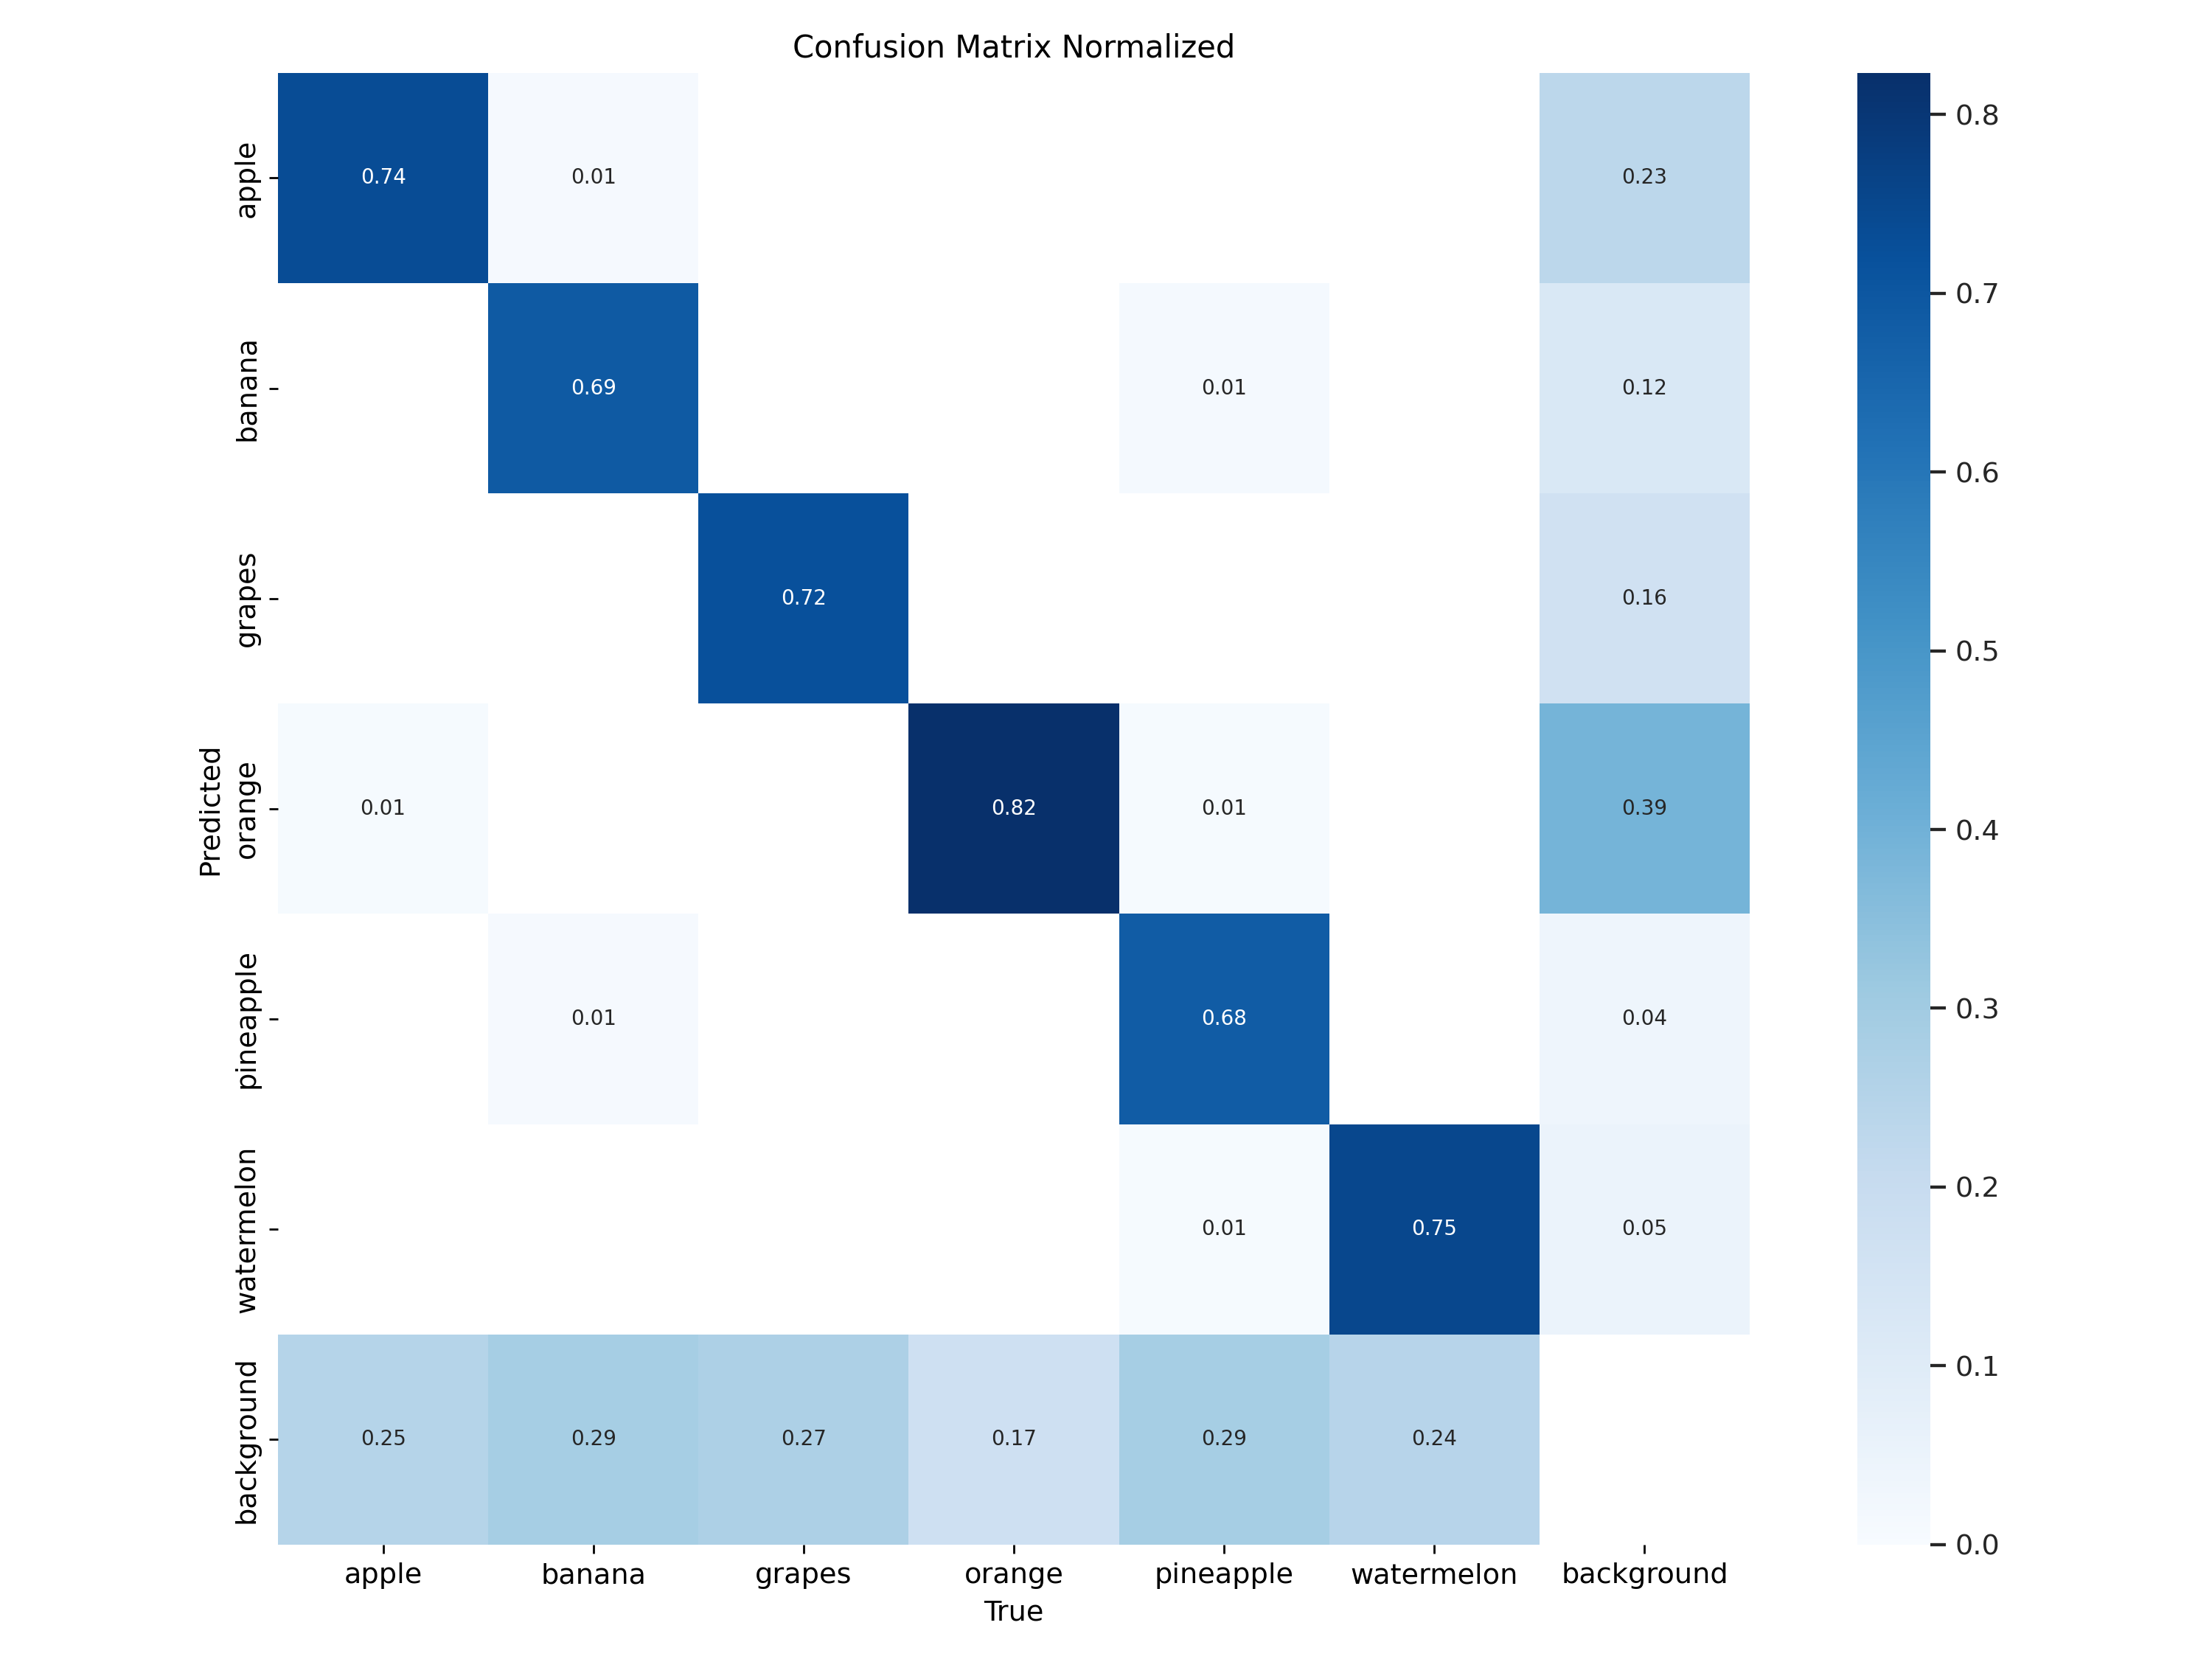 Confusion Matrix Normalized
apple
0.74
0.01
0.23
banana
0.69
0.01
0.12
grapes
0.72
0.16
Predicted
orange
0.01
0.82
0.01
0.39
pineapple
0.01
0.68
0.04
watermelon
0.01
0.75
0.05
background
0.25
0.29
0.27
0.17
0.29
0.24
apple
banana
grapes
orange
pineapple
watermelon
background
True
0.8
0.7
0.6
0.5
0.4
0.3
0.2
0.1
0.0